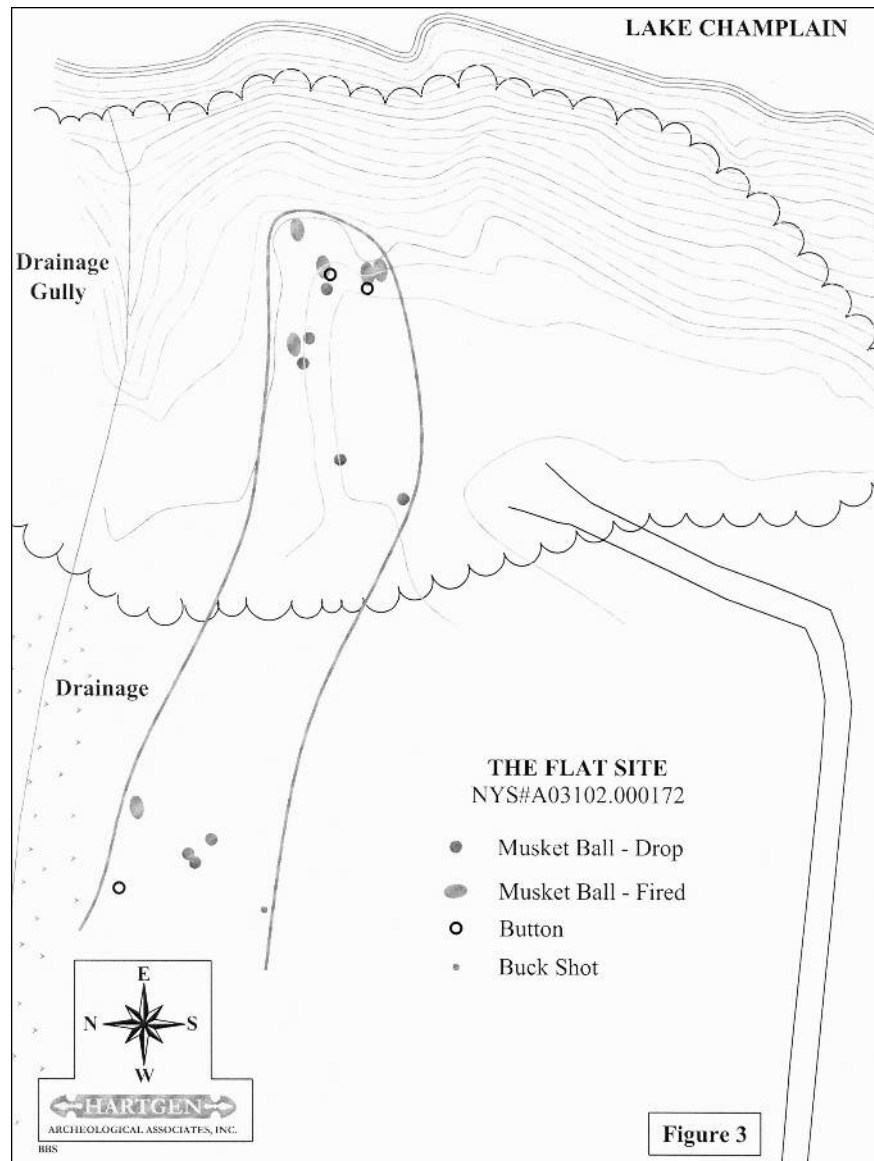 LAKE CHAMPLAIN
Drainage
Gully
Drainage
THE FLAT SITE
NYS#A03102.000172
Musket Ball - Drop
Musket Ball - Fired
Button
Buck Shot
E
N
S
W
HARTGEN
ARCHEOLOGICAL ASSOCIATES, INC.
BBS
Figure 3